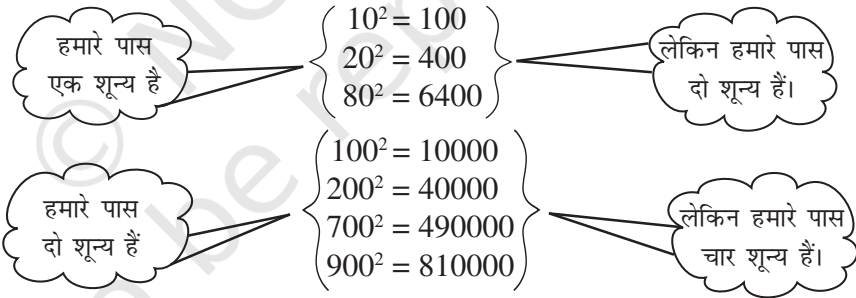 हमारे पास
एक शून्य है
10² = 100
20² = 400
80² = 6400
लेकिन हमारे पास
दो शून्य हैं।
हमारे पास
दो शून्य हैं
100² = 10000
200² = 40000
700² = 490000
900² = 810000
लेकिन हमारे पास
चार शून्य हैं।